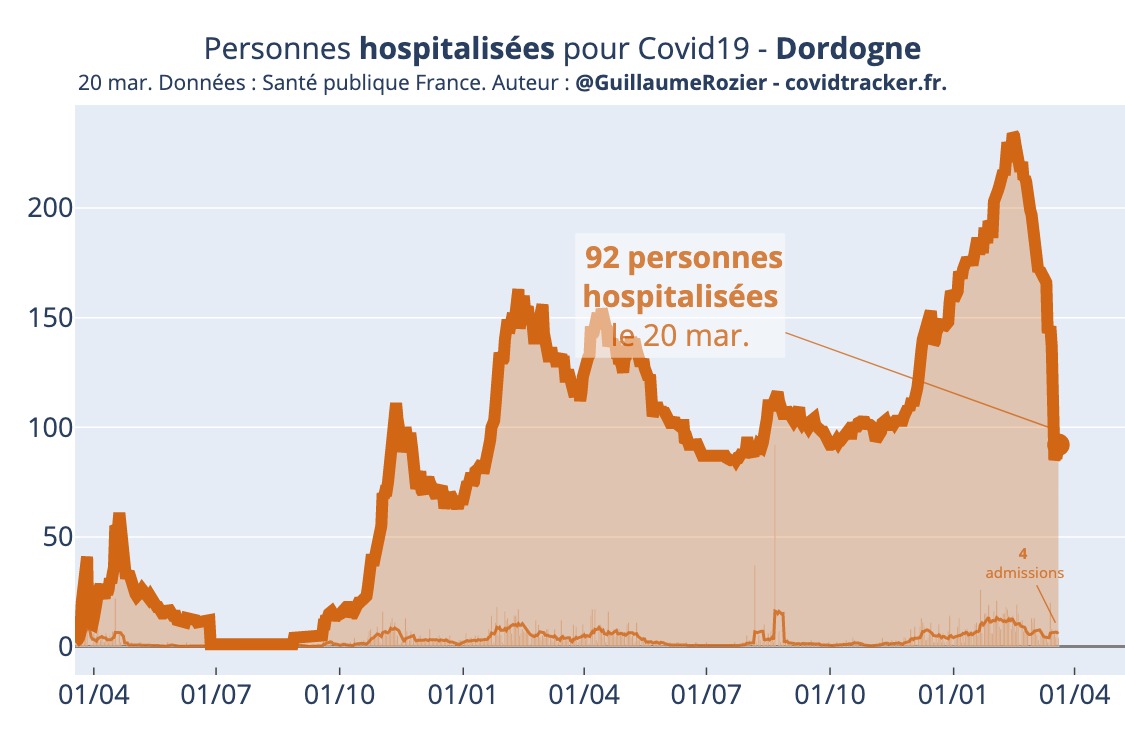 Personnes hospitalisées pour Covid19 - Dordogne
20 mar. Données : Santé publique France. Auteur : @GuillaumeRozier - covidtracker.fr.
200
150
100
50
0
92 personnes
hospitalisées
le 20 mar.
4
admissions
01/04 01/07 01/10 01/01 01/04 01/07 01/10 01/01 01/04